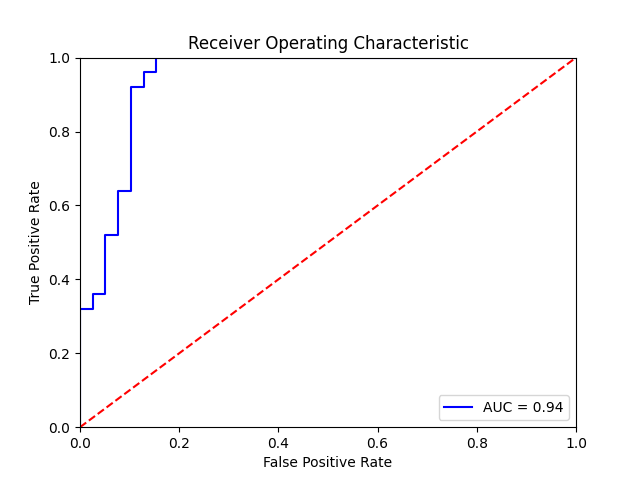 Receiver Operating Characteristic
1.0
0.8
0.6
0.4
0.2
0.0
True Positive Rate
AUC = 0.94
0.0 0.2 0.4 0.6 0.8 1.0
False Positive Rate